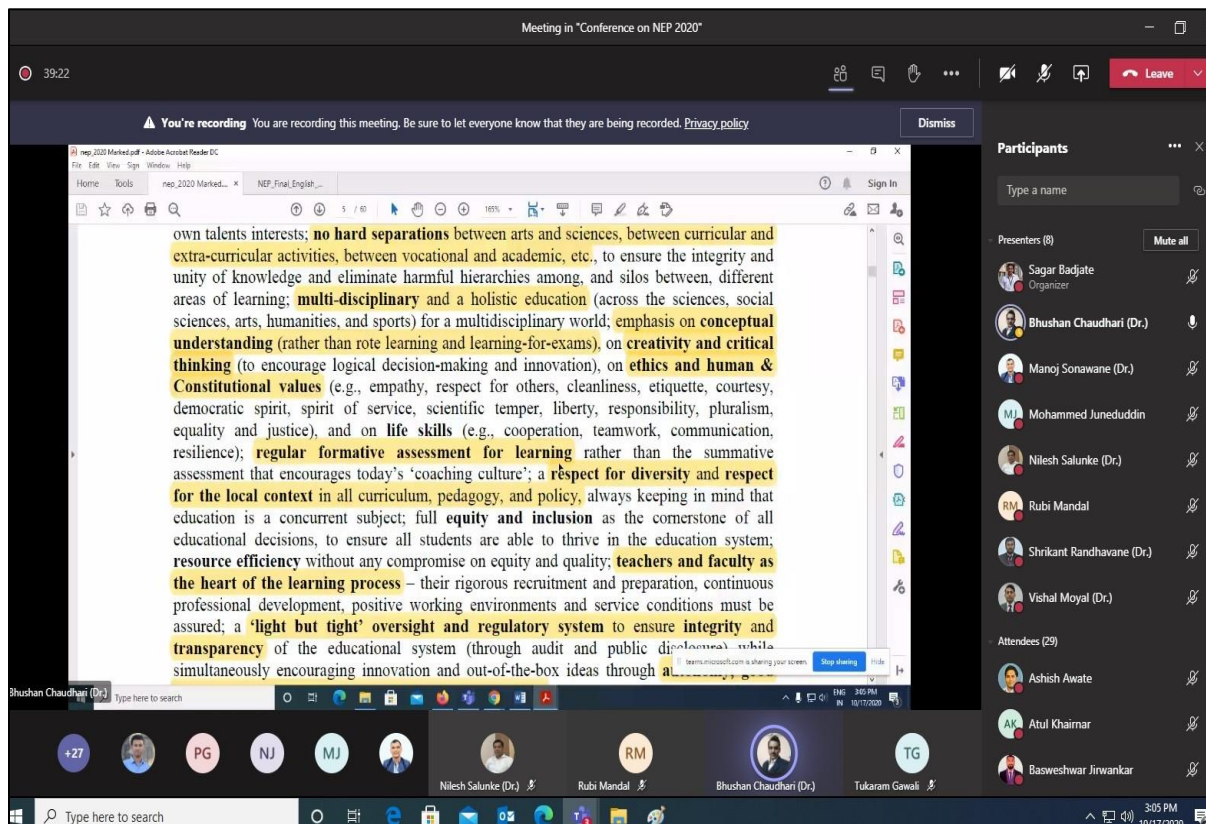 Meeting in "Conference on NEP 2020"
39:22
Leave
You're recording You are recording this meeting. Be sure to let everyone know that they are being recorded. Privacy policy
Dismiss
nep_2020 Marked.pdf - Adobe Acrobat Reader DC
File Edit View Sign Window Help
Home Tools nep_2020 Marked... × NEP_Final_English_...
Sign In
5 / 60 165%
own talents interests; no hard separations between arts and sciences, between curricular and
extra-curricular activities, between vocational and academic, etc., to ensure the integrity and
unity of knowledge and eliminate harmful hierarchies among, and silos between, different
areas of learning; multi-disciplinary and a holistic education (across the sciences, social
sciences, arts, humanities, and sports) for a multidisciplinary world; emphasis on conceptual
understanding (rather than rote learning and learning-for-exams), on creativity and critical
thinking (to encourage logical decision-making and innovation), on ethics and human &
Constitutional values (e.g., empathy, respect for others, cleanliness, etiquette, courtesy,
democratic spirit, spirit of service, scientific temper, liberty, responsibility, pluralism,
equality and justice), and on life skills (e.g., cooperation, teamwork, communication,
resilience); regular formative assessment for learning rather than the summative
assessment that encourages today's 'coaching culture'; a respect for diversity and respect
for the local context in all curriculum, pedagogy, and policy, always keeping in mind that
education is a concurrent subject; full equity and inclusion as the cornerstone of all
educational decisions, to ensure all students are able to thrive in the education system;
resource efficiency without any compromise on equity and quality; teachers and faculty as
the heart of the learning process – their rigorous recruitment and preparation, continuous
professional development, positive working environments and service conditions must be
assured; a 'light but tight' oversight and regulatory system to ensure integrity and
transparency of the educational system (through audit and public disclosure) while
simultaneously encouraging innovation and out-of-the-box ideas through
teams.microsoft.com is sharing your screen. Stop sharing Hide
Bhushan Chaudhari (Dr.)
Type here to search
ENG 3:05 PM
IN 10/17/2020
+27
PG
NJ
MJ
Nilesh Salunke (Dr.)
RM
Rubi Mandal
Bhushan Chaudhari (Dr.)
TG
Tukaram Gawali
Participants
Type a name
Presenters (8)
Mute all
Sagar Badjate
Organizer
Bhushan Chaudhari (Dr.)
Manoj Sonawane (Dr.)
MJ Mohammed Juneduddin
Nilesh Salunke (Dr.)
RM Rubi Mandal
Shrikant Randhavane (Dr.)
Vishal Moyal (Dr.)
Attendees (29)
Ashish Awate
AK Atul Khairnar
Basweshwar Jirwankar
Type here to search
3:05 PM
10/17/2020